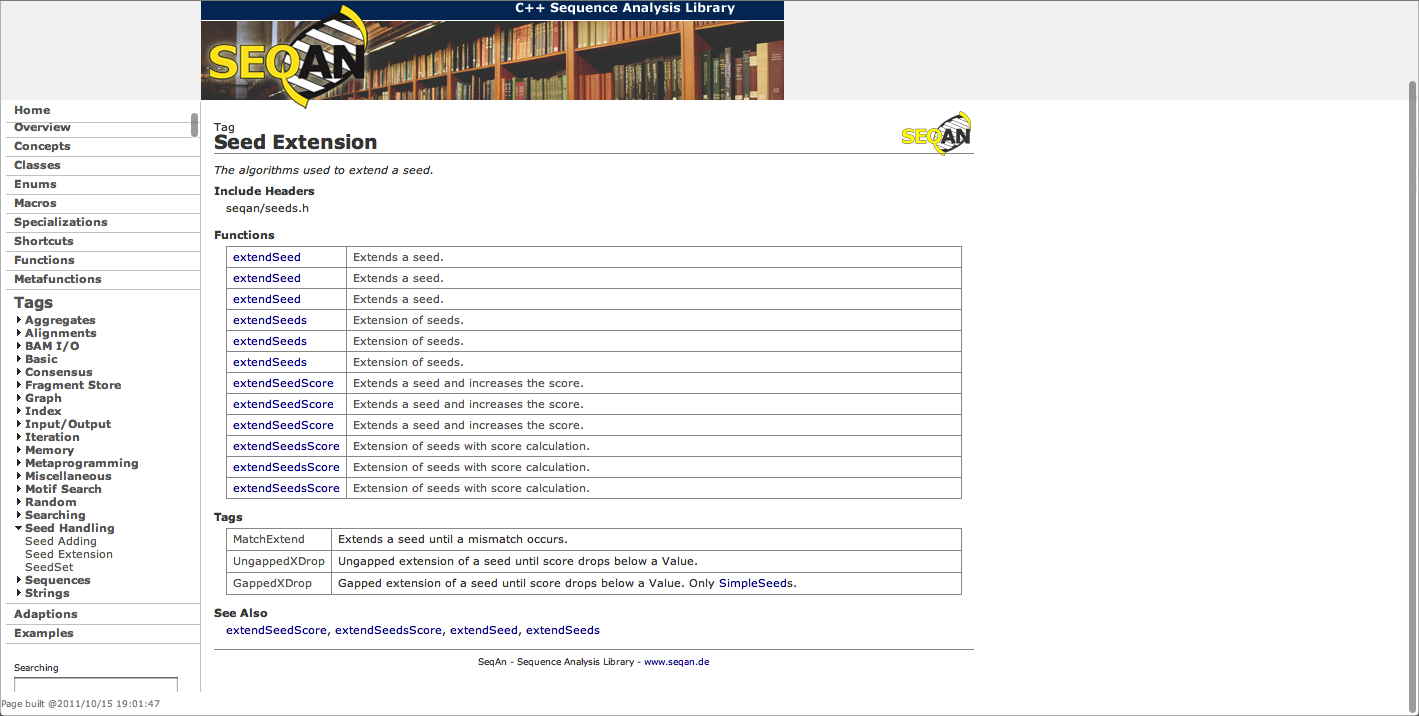 C++ Sequence Analysis Library
SEQAN
Home
Overview
Concepts
Classes
Enums
Macros
Specializations
Shortcuts
Functions
Metafunctions
Tags
Aggregates
Alignments
BAM I/O
Basic
Consensus
Fragment Store
Graph
Index
Input/Output
Iteration
Memory
Metaprogramming
Miscellaneous
Motif Search
Random
Searching
Seed Handling
Seed Adding
Seed Extension
SeedSet
Sequences
Strings
Adaptions
Examples
Searching
Page built @2011/10/15 19:01:47
Tag
Seed Extension
SEQAN
The algorithms used to extend a seed.
Include Headers
seqan/seeds.h
Functions
extendSeed Extends a seed.
extendSeed Extends a seed.
extendSeed Extends a seed.
extendSeeds Extension of seeds.
extendSeeds Extension of seeds.
extendSeeds Extension of seeds.
extendSeedScore Extends a seed and increases the score.
extendSeedScore Extends a seed and increases the score.
extendSeedScore Extends a seed and increases the score.
extendSeedsScore Extension of seeds with score calculation.
extendSeedsScore Extension of seeds with score calculation.
extendSeedsScore Extension of seeds with score calculation.
Tags
MatchExtend Extends a seed until a mismatch occurs.
UngappedXDrop Ungapped extension of a seed until score drops below a Value.
GappedXDrop Gapped extension of a seed until score drops below a Value. Only SimpleSeeds.
See Also
extendSeedScore, extendSeedsScore, extendSeed, extendSeeds
SeqAn - Sequence Analysis Library - www.seqan.de